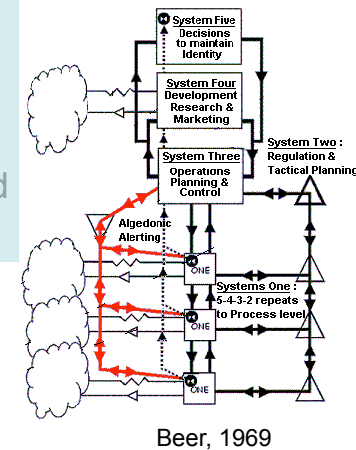 System Five
Decisions
to maintain
Identity
System Four
Development
Research &
Marketing
System Two :
Regulation &
Tactical Planning
System Three
Operations
Planning &
Control
d
Algedonic
Alerting
ONE
Systems One :
5-4-3-2 repeats
to Process level
ONE
ONE
Beer, 1969